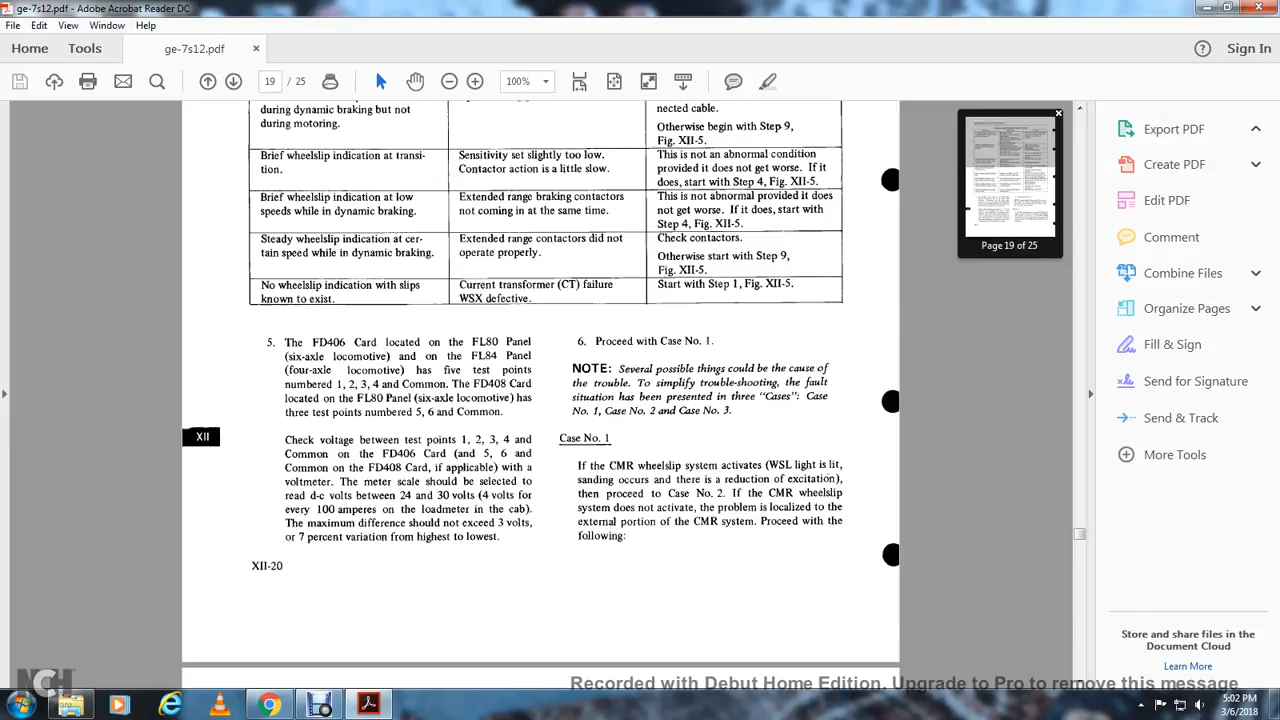 ge-7s12.pdf - Adobe Acrobat Reader DC
File Edit View Window Help
Home Tools ge-7s12.pdf × Sign In
19 / 25 100%
during dynamic braking but not
during motoring.
nected cable.
Otherwise begin with Step 9,
Fig. XII-5.
Brief wheelslip indication at transi-
tion.
Sensitivity set slightly too low.
Contactor action is a little slow.
This is not an abnormal condition
provided it does not get worse. If it
does, start with Step 4, Fig. XII-5.
Brief wheelslip indication at low
speeds while in dynamic braking.
Extended range braking contactors
not coming in at the same time.
This is not abnormal provided it does
not get worse. If it does, start with
Step 4, Fig. XII-5.
Steady wheelslip indication at cer-
tain speed while in dynamic braking.
Extended range contactors did not
operate properly.
Check contactors.
Otherwise start with Step 9,
Fig. XII-5.
No wheelslip indication with slips
known to exist.
Current transformer (CT) failure
WSX defective.
Start with Step 1, Fig. XII-5.
5. The FD406 Card located on the FL80 Panel
(six-axle locomotive) and on the FL84 Panel
(four-axle locomotive) has five test points
numbered 1, 2, 3, 4 and Common. The FD408 Card
located on the FL80 Panel (six-axle locomotive) has
three test points numbered 5, 6 and Common.
XII
Check voltage between test points 1, 2, 3, 4 and
Common on the FD406 Card (and 5, 6 and
Common on the FD408 Card, if applicable) with a
voltmeter. The meter scale should be selected to
read d-c volts between 24 and 30 volts (4 volts for
every 100 amperes on the loadmeter in the cab).
The maximum difference should not exceed 3 volts,
or 7 percent variation from highest to lowest.
XII-20
6. Proceed with Case No. 1.
NOTE: Several possible things could be the cause of
the trouble. To simplify trouble-shooting, the fault
situation has been presented in three "Cases": Case
No. 1, Case No. 2 and Case No. 3.
Case No. 1
If the CMR wheelslip system activates (WSL light is lit,
sanding occurs and there is a reduction of excitation),
then proceed to Case No. 2. If the CMR wheelslip
system does not activate, the problem is localized to the
external portion of the CMR system. Proceed with the
following:
Page 19 of 25
Export PDF
Create PDF
Edit PDF
Comment
Combine Files
Organize Pages
Fill & Sign
Send for Signature
Send & Track
More Tools
Store and share files in the
Document Cloud
Learn More
NCH
Recorded with Debut Home Edition. Upgrade to Pro to remove this message
5:02 PM
3/6/2018